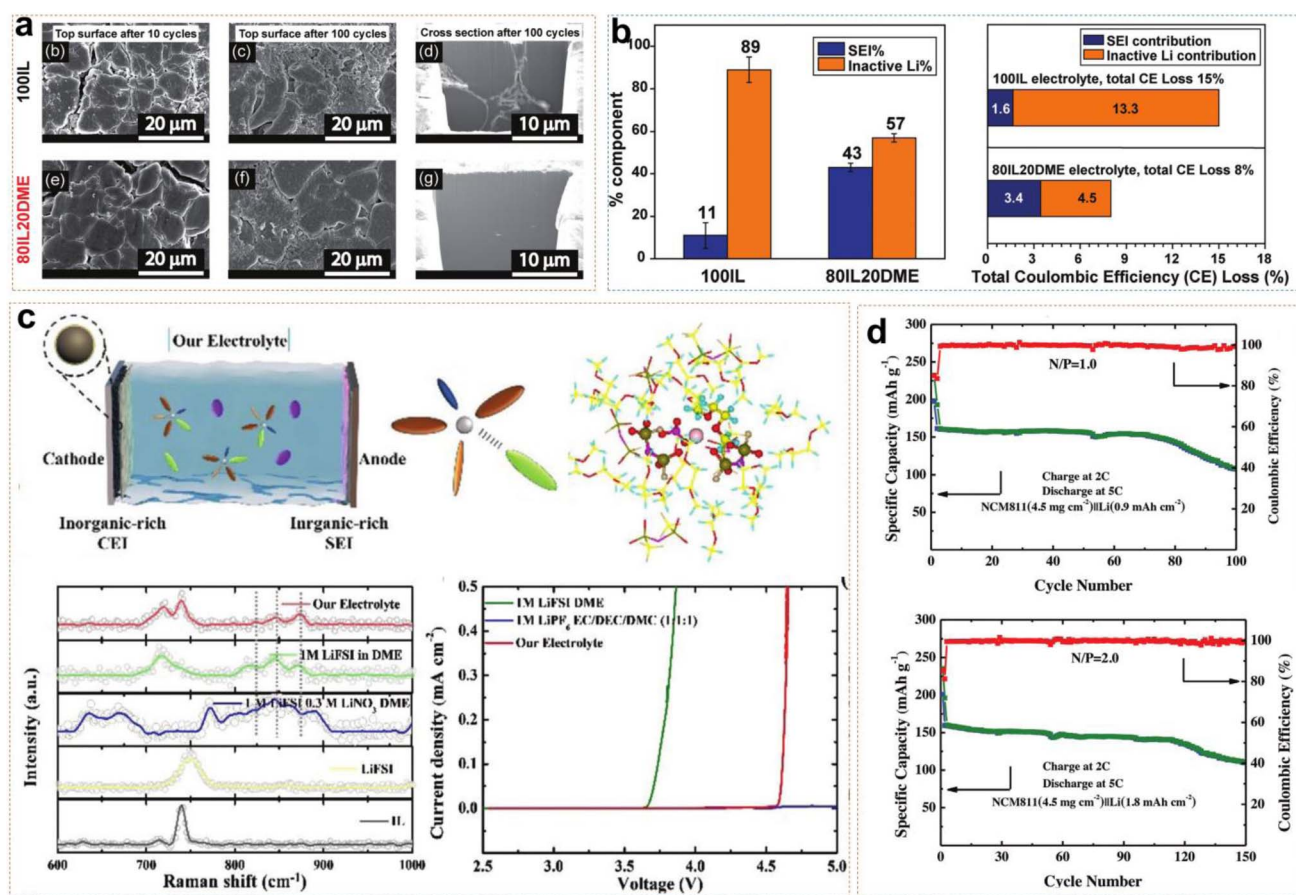 a
Top surface after 10 cycles
Top surface after 100 cycles
Cross section after 100 cycles
100IL
(b)
(c)
(d)
20 μm
20 μm
10 μm
80IL20DME
(e)
(f)
(g)
20 μm
20 μm
10 μm
b
% component
100
80
60
40
20
0
SEI%
Inactive Li%
11
89
43
57
100IL
80IL20DME
SEI contribution
Inactive Li contribution
100IL electrolyte, total CE Loss 15%
1.6
13.3
80IL20DME electrolyte, total CE Loss 8%
3.4
4.5
0 3 6 9 12 15 18
Total Coulombic Efficiency (CE) Loss (%)
c
Our Electrolyte
Cathode
Anode
Inorganic-rich
CEI
Inrganic-rich
SEI
Intensity (a.u.)
Our Electrolyte
1M LiFSI in DME
1 M LiFSI 0.3 M LiNO3 DME
LiFSI
IL
600 700 800 900 1000
Raman shift (cm-1)
Current density (mA cm-2)
0.5
0.4
0.3
0.2
0.1
0.0
1M LiFSI DME
1M LiPF6 EC/DEC/DMC (1:1:1)
Our Electrolyte
2.5 3.0 3.5 4.0 4.5 5.0
Voltage (V)
d
Specific Capacity (mAh g-1)
300
250
200
150
100
50
N/P=1.0
Charge at 2C
Discharge at 5C
NCM811(4.5 mg cm-2)||Li(0.9 mAh cm-2)
100
80
60
40
20
0
Coulombic Efficiency (%)
0 20 40 60 80 100
Cycle Number
Specific Capacity (mAh g-1)
300
250
200
150
100
50
N/P=2.0
Charge at 2C
Discharge at 5C
NCM811(4.5 mg cm-2)||Li(1.8 mAh cm-2)
100
80
60
40
20
0
Coulombic Efficiency (%)
0 30 60 90 120 150
Cycle Number